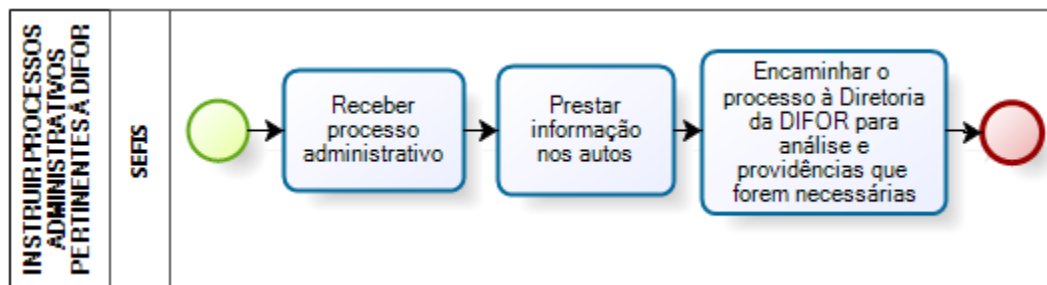 INSTRUIR PROCESSOS
ADMINISTRATIVOS
PERTINENTES À DIFOR
SEFIS
Receber
processo
administrativo
Prestar
informação
nos autos
Encaminhar o
processo à Diretoria
da DIFOR para
análise e
providências que
forem necessárias